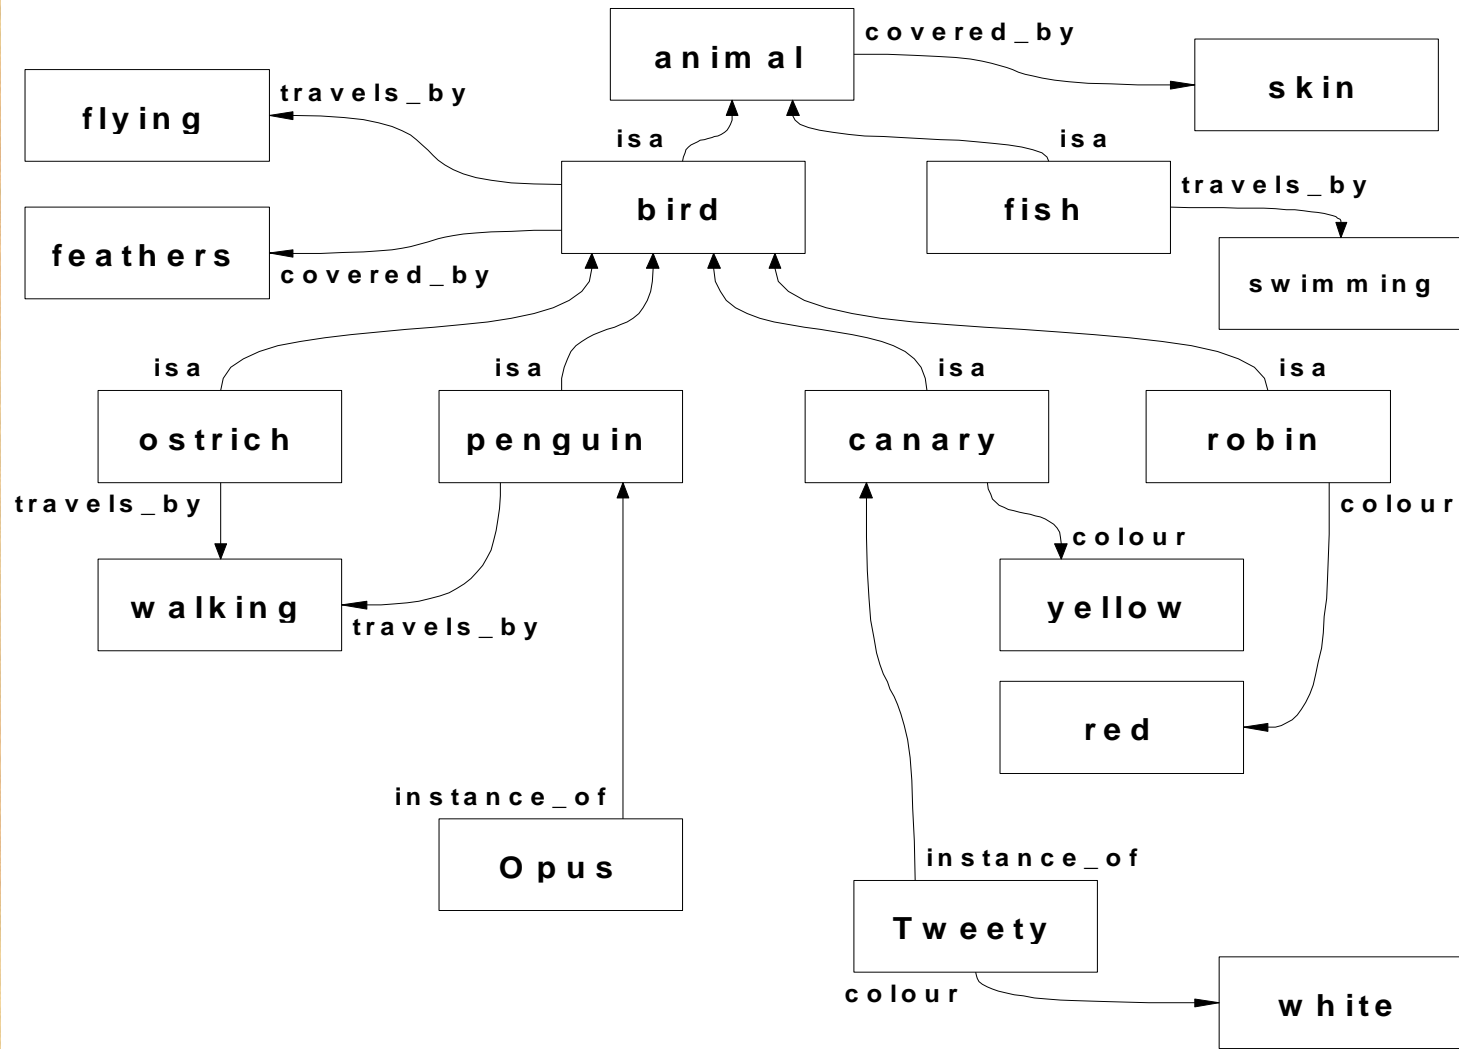 animal
covered_by
skin
flying
travels_by
isa
isa
bird
fish
travels_by
feathers
covered_by
swimming
isa
isa
isa
isa
ostrich
penguin
canary
robin
travels_by
colour
colour
walking
travels_by
yellow
red
instance_of
Opus
instance_of
Tweety
colour
white